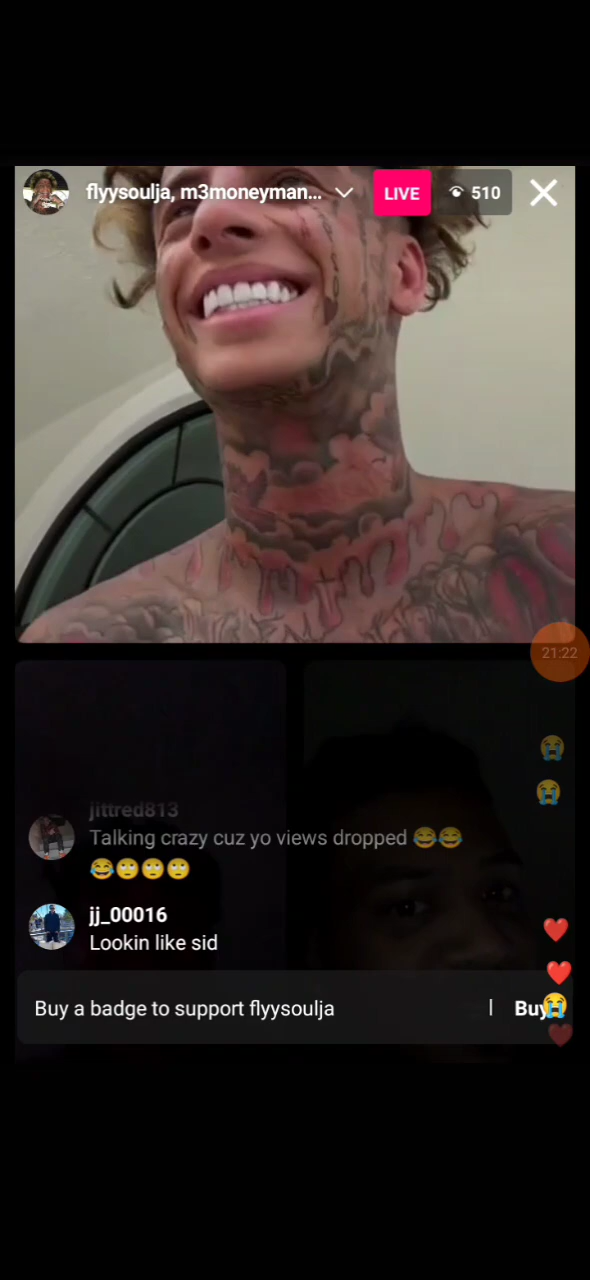 flyysoulja, m3moneyman...
LIVE
510
21:22
jittred813
Talking crazy cuz yo views dropped 😂😂
😂🙄🙄🙄
jj_00016
Lookin like sid
Buy a badge to support flyysoulja | Buy